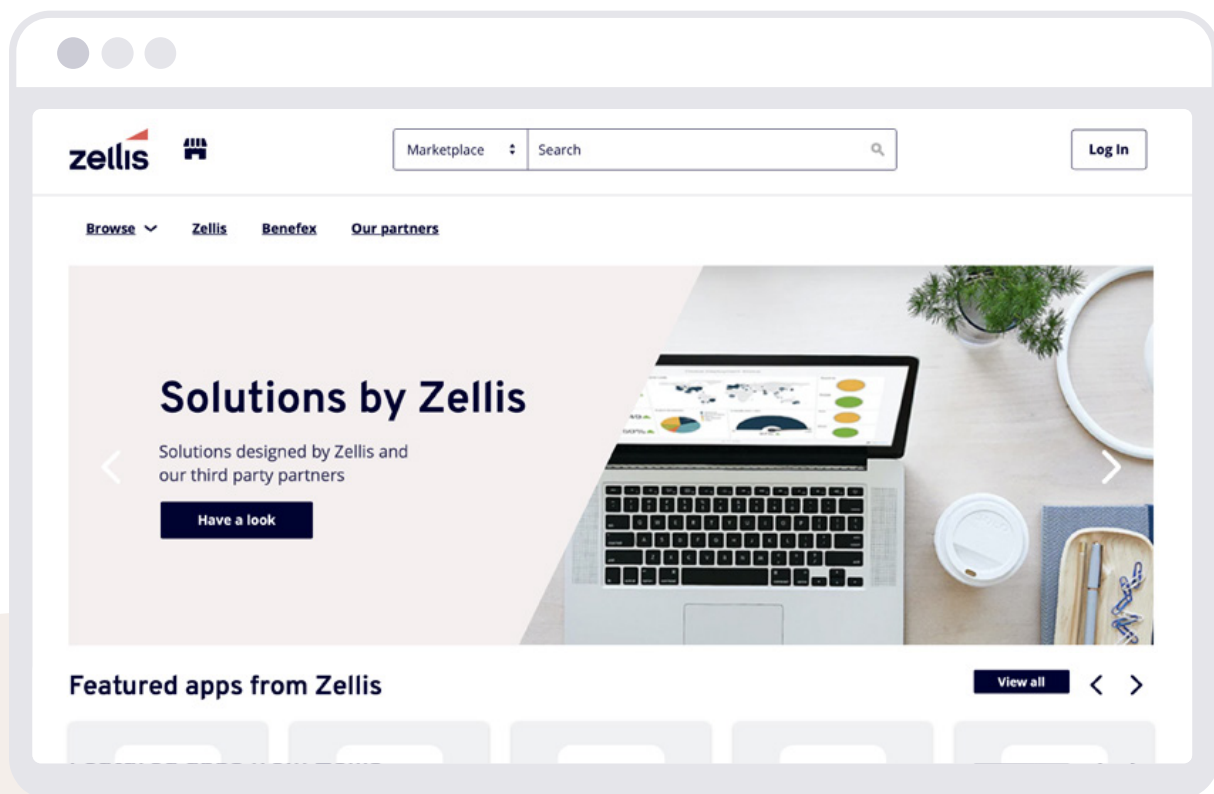 zellis
Marketplace
Search
Log In
Browse
Zellis
Benefex
Our partners
Solutions by Zellis
Solutions designed by Zellis and
our third party partners
Have a look
Featured apps from Zellis
View all